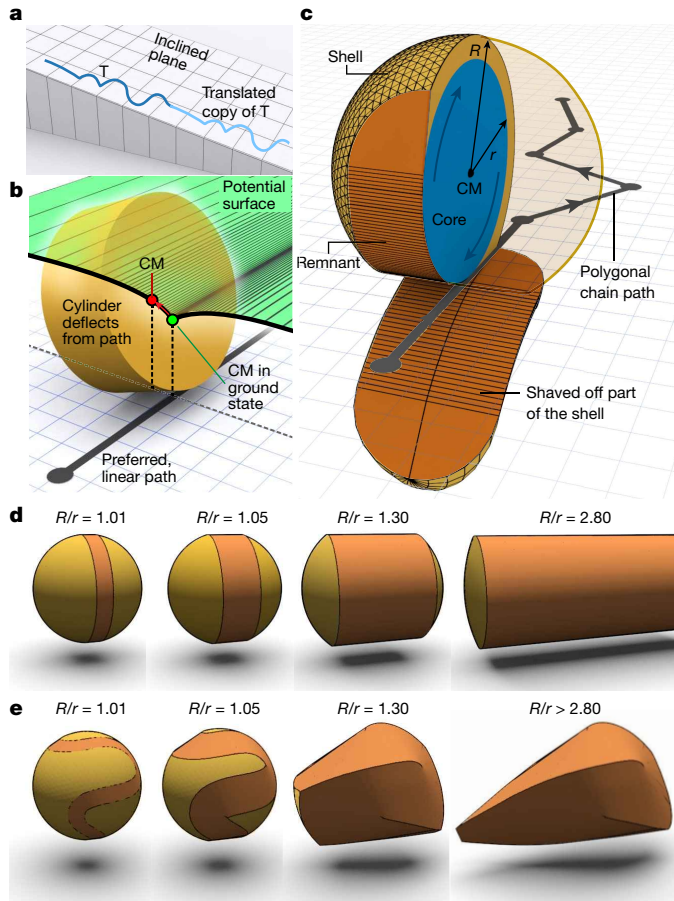 a
Inclined
plane
T
Translated
copy of T
b
Potential
surface
CM
Cylinder
deflects
from path
CM in
ground
state
Preferred,
linear path
c
Shell
R
r
CM
Core
Remnant
Polygonal
chain path
Shaved off part
of the shell
d
R/r = 1.01
R/r = 1.05
R/r = 1.30
R/r = 2.80
e
R/r = 1.01
R/r = 1.05
R/r = 1.30
R/r > 2.80